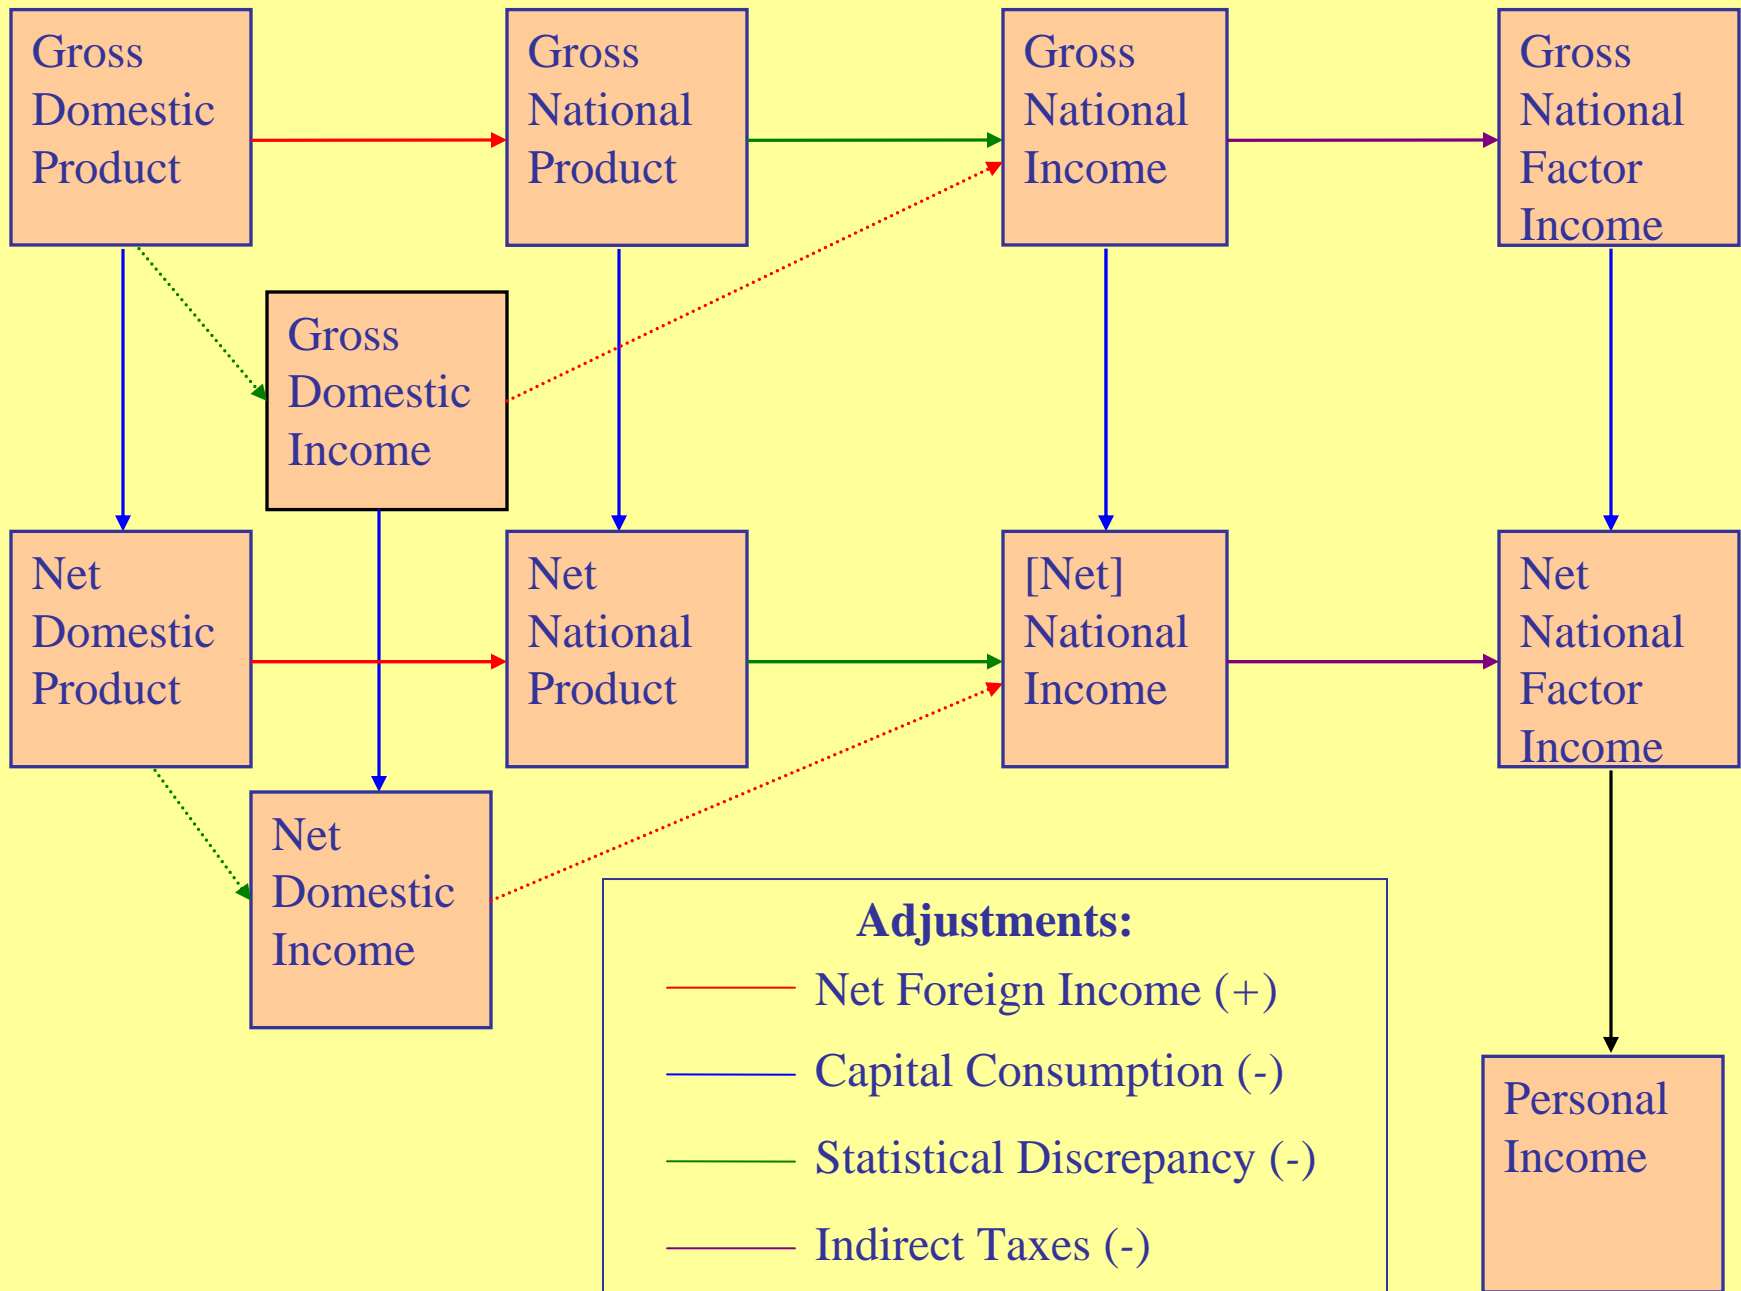 Gross
Domestic
Product
Gross
National
Product
Gross
National
Income
Gross
National
Factor
Income
Gross
Domestic
Income
Net
Domestic
Product
Net
National
Product
[Net]
National
Income
Net
National
Factor
Income
Net
Domestic
Income
Adjustments:
Net Foreign Income (+)
Capital Consumption (-)
Statistical Discrepancy (-)
Indirect Taxes (-)
Personal
Income